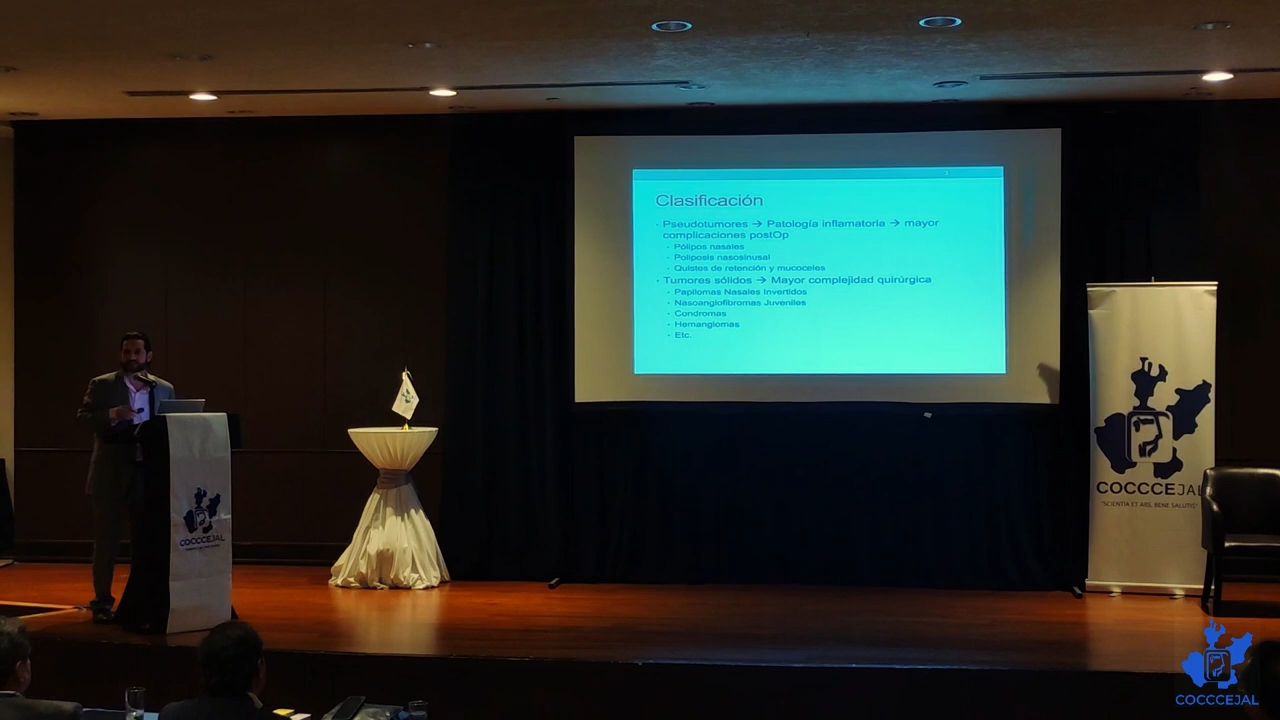 Clasificación
· Pseudotumores → Patología inflamatoria → mayor
complicaciones postOp
· Pólipos nasales
· Poliposis nasosinusal
· Quistes de retención y mucoceles
· Tumores sólidos → Mayor complejidad quirúrgica
· Papilomas Nasales Invertidos
· Nasoangiofibromas Juveniles
· Condromas
· Hemangiomas
· Etc.
COCCCEJAL
"SCIENTIA ET ARS, BENE SALUTIS"
COCCCEJAL
COCCCEJAL